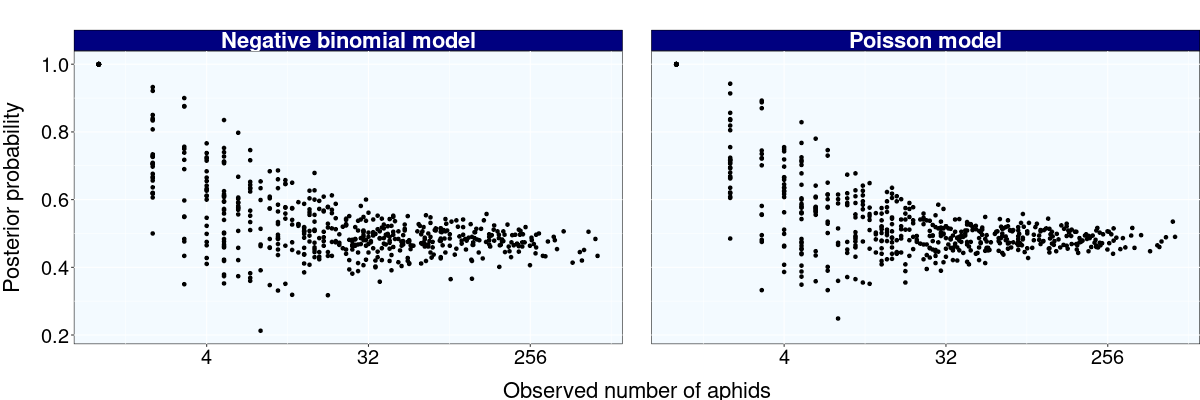 Negative binomial model
Poisson model
Posterior probability
1.0
0.8
0.6
0.4
0.2
4
32
256
4
32
256
Observed number of aphids